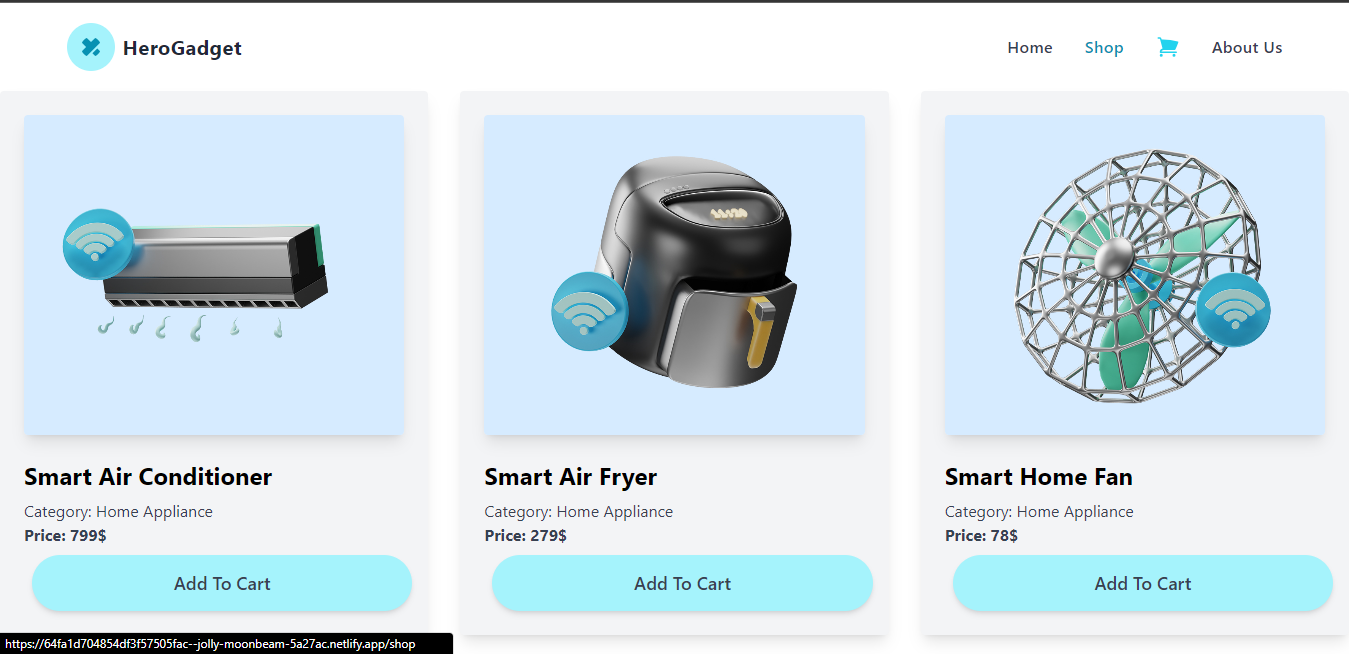 HeroGadget
Home Shop About Us
Smart Air Conditioner
Category: Home Appliance
Price: 799$
Add To Cart
Smart Air Fryer
Category: Home Appliance
Price: 279$
Add To Cart
Smart Home Fan
Category: Home Appliance
Price: 78$
Add To Cart
https://64fa1d704854df3f57505fac--jolly-moonbeam-5a27ac.netlify.app/shop